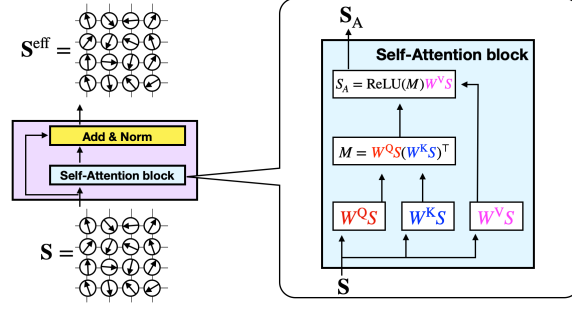 S^eff =
Add & Norm
Self-Attention block
S =
S_A
Self-Attention block
S_A = ReLU(M)W^V S
M = W^Q S(W^K S)^⊤
W^Q S
W^K S
W^V S
S